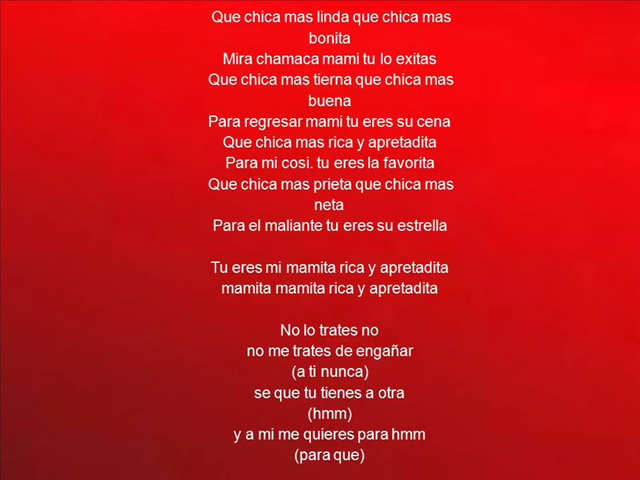 Que chica mas linda que chica mas
bonita
Mira chamaca mami tu lo exitas
Que chica mas tierna que chica mas
buena
Para regresar mami tu eres su cena
Que chica mas rica y apretadita
Para mi cosi. tu eres la favorita
Que chica mas prieta que chica mas
neta
Para el maliante tu eres su estrella
Tu eres mi mamita rica y apretadita
mamita mamita rica y apretadita
No lo trates no
no me trates de engañar
(a ti nunca)
se que tu tienes a otra
(hmm)
y a mi me quieres para hmm
(para que)